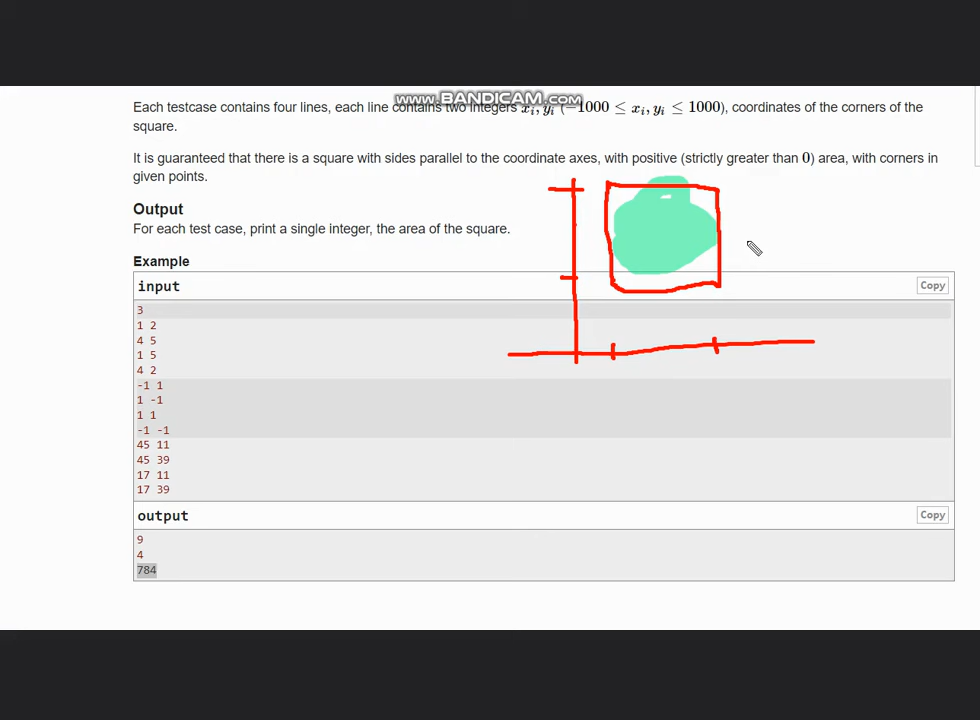 www.BANDICAM.com
Each testcase contains four lines, each line contains two integers xᵢ, yᵢ (−1000 ≤ xᵢ, yᵢ ≤ 1000), coordinates of the corners of the
square.
It is guaranteed that there is a square with sides parallel to the coordinate axes, with positive (strictly greater than 0) area, with corners in
given points.
Output
For each test case, print a single integer, the area of the square.
Example
input
Copy
3
1 2
4 5
1 5
4 2
-1 1
1 -1
1 1
-1 -1
45 11
45 39
17 11
17 39
output
Copy
9
4
784